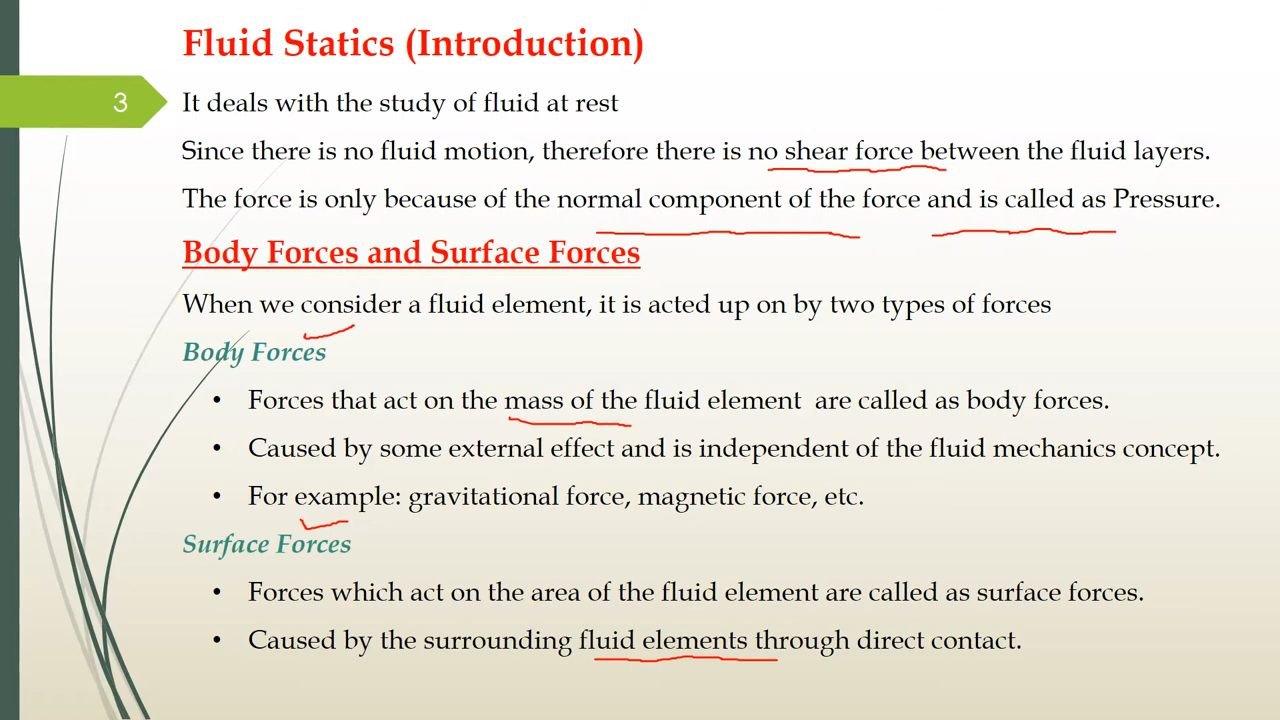 Fluid Statics (Introduction)
3
It deals with the study of fluid at rest
Since there is no fluid motion, therefore there is no shear force between the fluid layers.
The force is only because of the normal component of the force and is called as Pressure.
Body Forces and Surface Forces
When we consider a fluid element, it is acted up on by two types of forces
Body Forces
• Forces that act on the mass of the fluid element are called as body forces.
• Caused by some external effect and is independent of the fluid mechanics concept.
• For example: gravitational force, magnetic force, etc.
Surface Forces
• Forces which act on the area of the fluid element are called as surface forces.
• Caused by the surrounding fluid elements through direct contact.